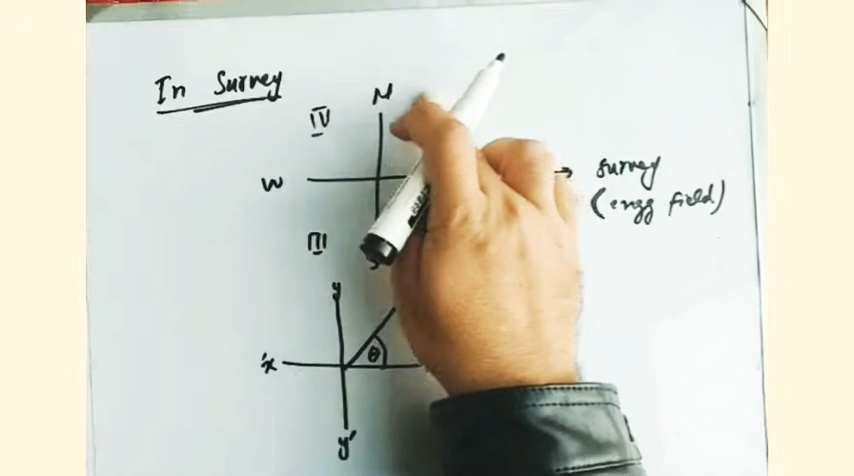 In Survey
N
IV
W
survey
(engg field)
III
y
x'
θ
y'